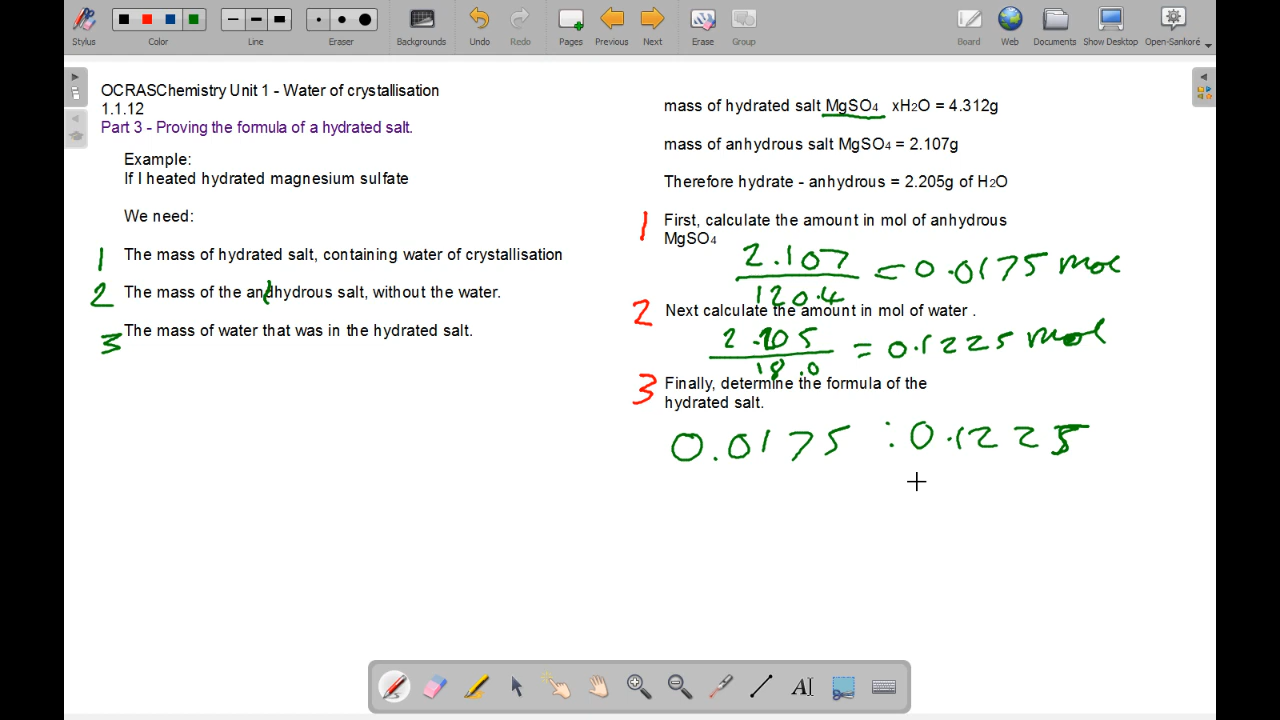 Stylus
Color
Line
Eraser
Backgrounds
Undo
Redo
Pages
Previous
Next
Erase
Group
Board
Web
Documents
Show Desktop
Open-Sankoré
OCRASChemistry Unit 1 - Water of crystallisation
1.1.12
Part 3 - Proving the formula of a hydrated salt.
Example:
If I heated hydrated magnesium sulfate
We need:
1 The mass of hydrated salt, containing water of crystallisation
2 The mass of the andhydrous salt, without the water.
3 The mass of water that was in the hydrated salt.
mass of hydrated salt MgSO4 xH2O = 4.312g
mass of anhydrous salt MgSO4 = 2.107g
Therefore hydrate - anhydrous = 2.205g of H2O
1 First, calculate the amount in mol of anhydrous
MgSO4
2.107
= 0.0175 mol
120.4
2 Next calculate the amount in mol of water .
2.205
= 0.1225 mol
18.0
3 Finally, determine the formula of the
hydrated salt.
0.0175 : 0.1225